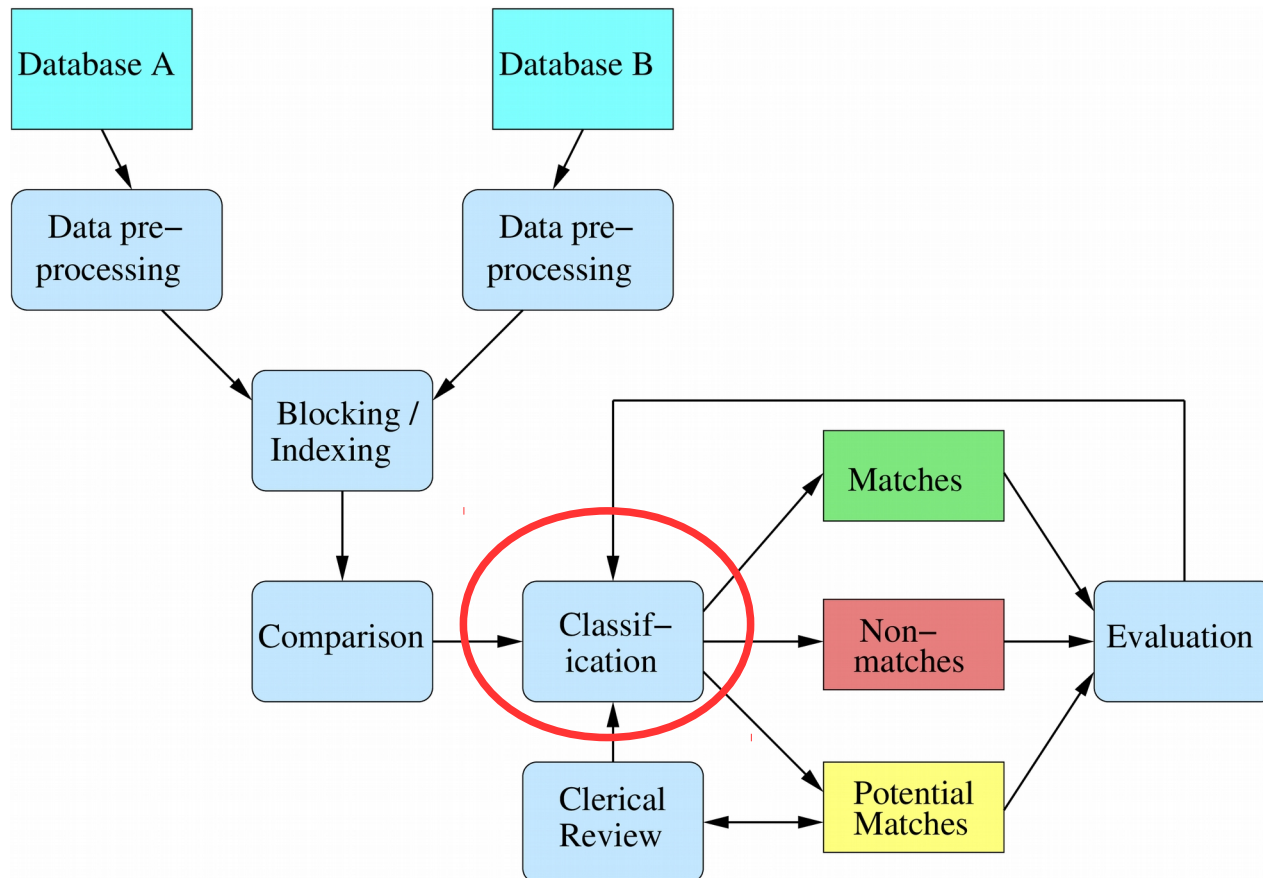 Database A
Database B
Data pre−
processing
Data pre−
processing
Blocking /
Indexing
Matches
Comparison
Classif−
ication
Non−
matches
Evaluation
Clerical
Review
Potential
Matches